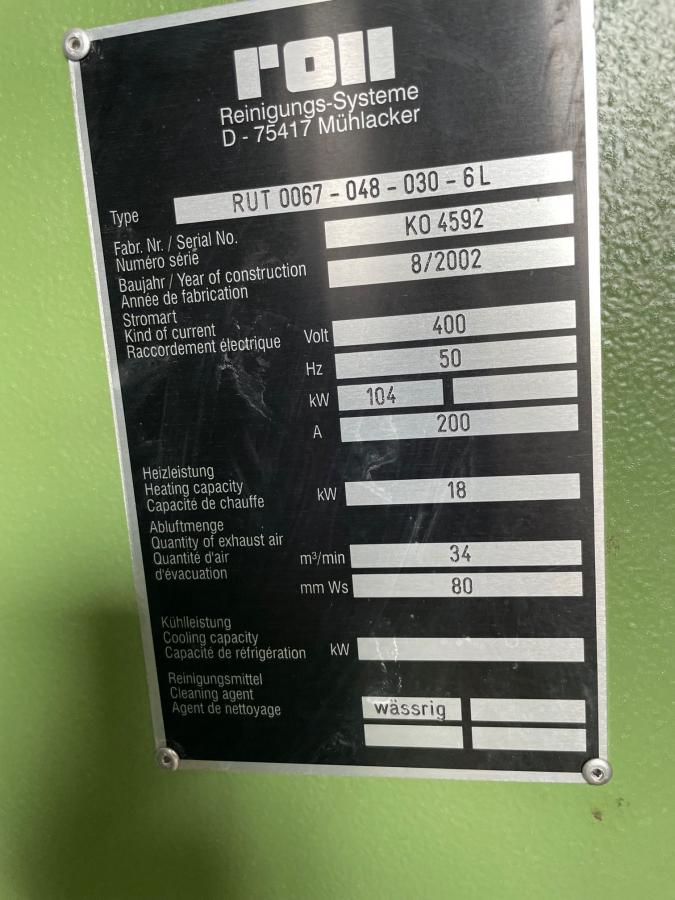 roll
Reinigungs-Systeme
D - 75417 Mühlacker
Type RUT 0067 - 048 - 030 - 6 L
Fabr. Nr. / Serial No.
Numéro série KO 4592
Baujahr / Year of construction
Année de fabrication 8/2002
Stromart
Kind of current
Raccordement électrique Volt 400
Hz 50
kW 104
A 200
Heizleistung
Heating capacity
Capacité de chauffe kW 18
Abluftmenge
Quantity of exhaust air
Quantité d'air
d'évacuation m³/min 34
mm Ws 80
Kühlleistung
Cooling capacity
Capacité de réfrigération kW
Reinigungsmittel
Cleaning agent
Agent de nettoyage wässrig